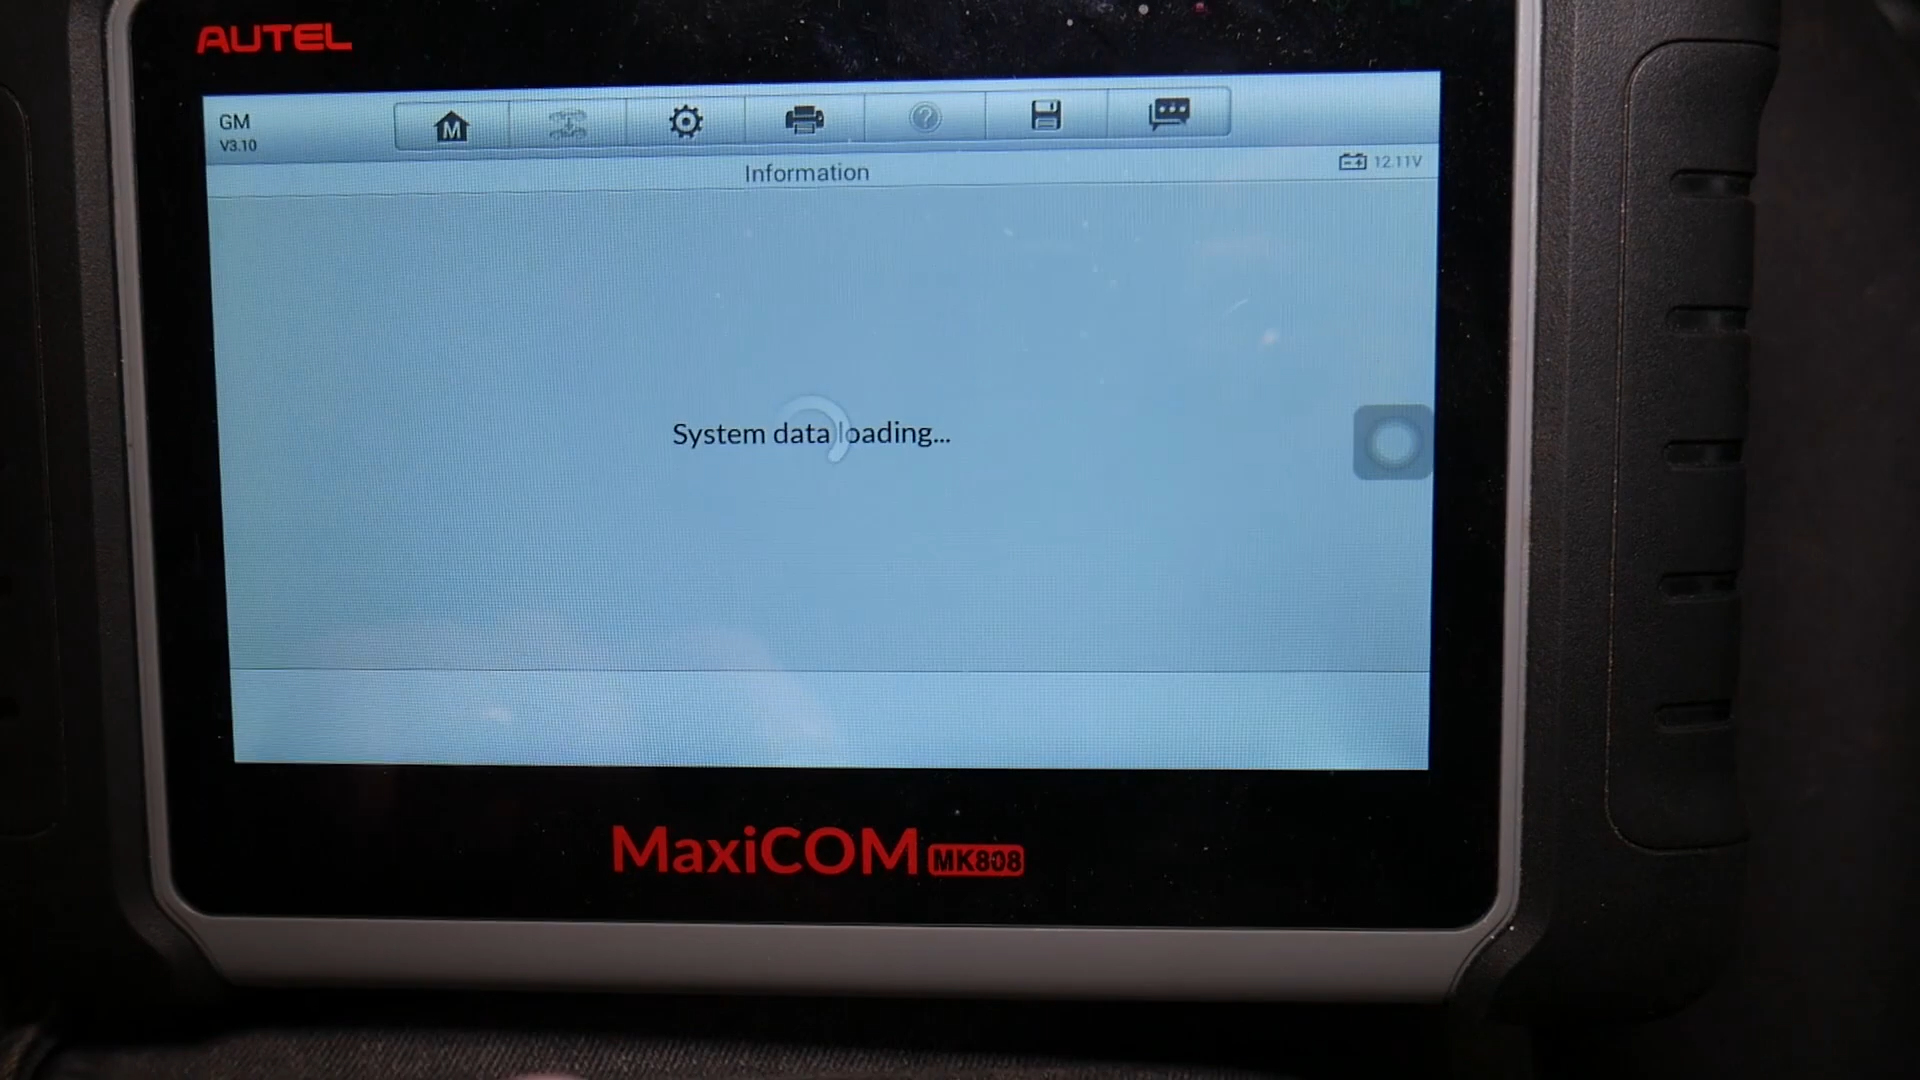 AUTEL
GM
V3.10
M
?
Information
12.11V
System data loading...
MaxiCOM MK808